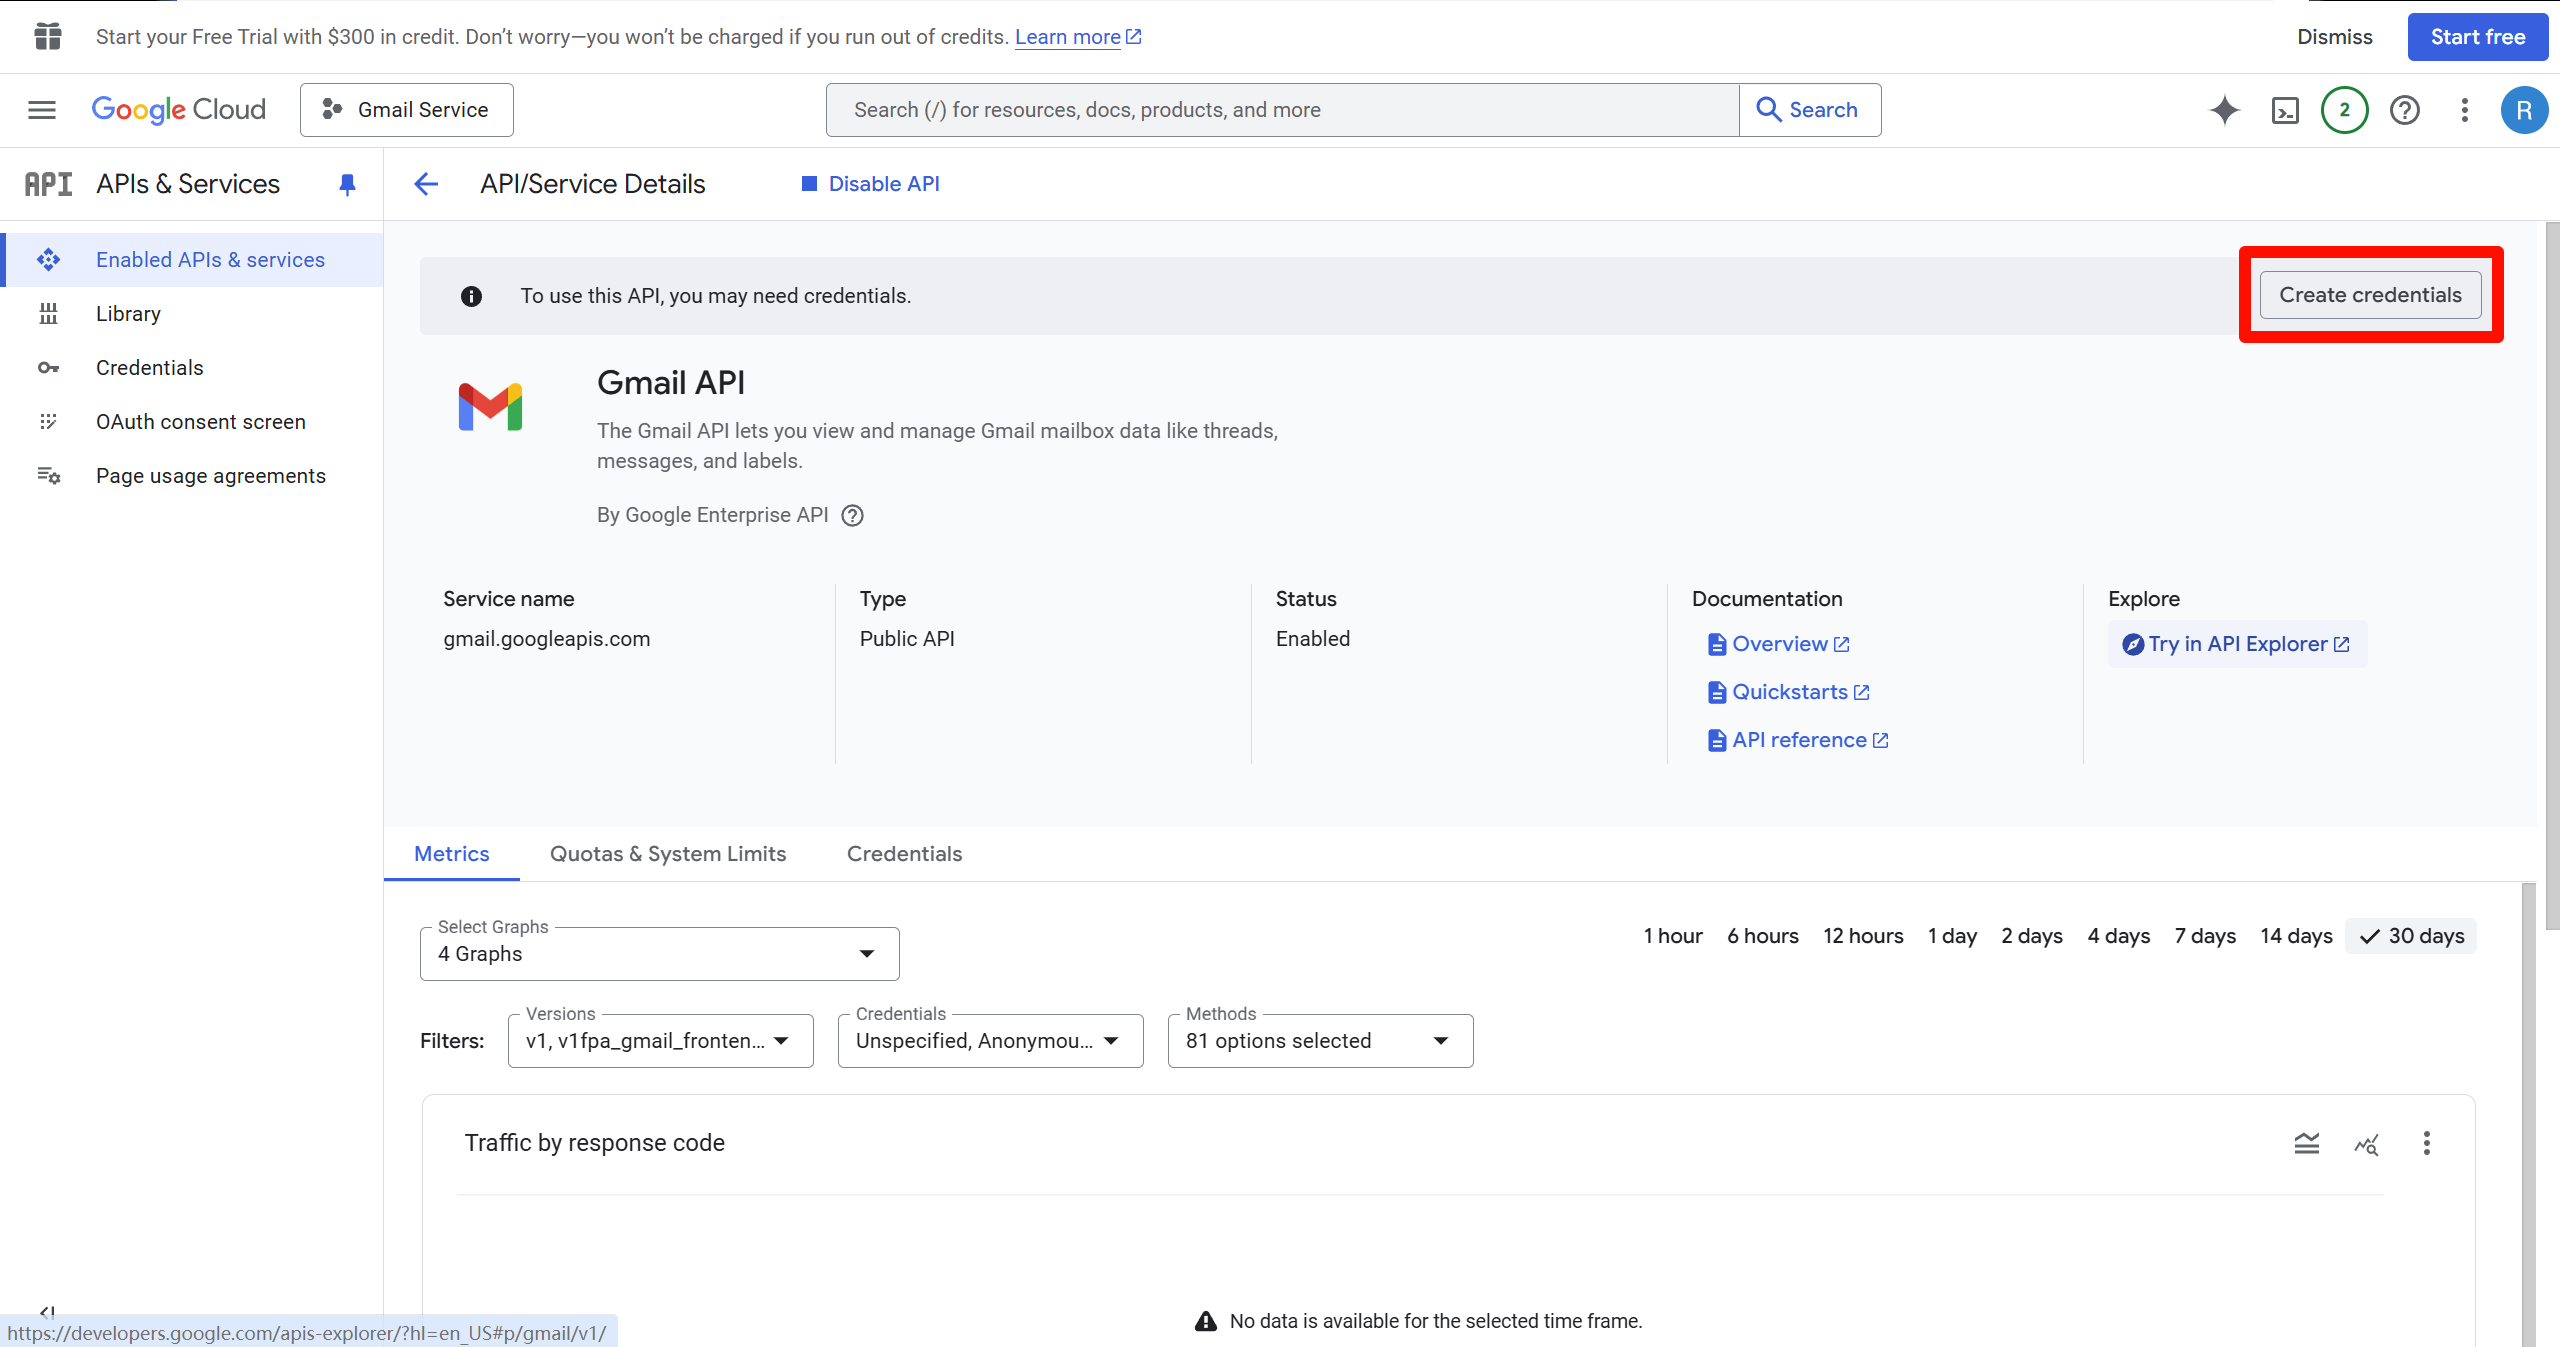 Start your Free Trial with $300 in credit. Don’t worry—you won’t be charged if you run out of credits. Learn more
Dismiss
Start free
Google Cloud
Gmail Service
Search (/) for resources, docs, products, and more
Search
2
R
API
APIs & Services
API/Service Details
Disable API
Enabled APIs & services
Library
Credentials
OAuth consent screen
Page usage agreements
To use this API, you may need credentials.
Create credentials
Gmail API
The Gmail API lets you view and manage Gmail mailbox data like threads,
messages, and labels.
By Google Enterprise API
Service name
gmail.googleapis.com
Type
Public API
Status
Enabled
Documentation
Overview
Quickstarts
API reference
Explore
Try in API Explorer
Metrics
Quotas & System Limits
Credentials
Select Graphs
4 Graphs
1 hour
6 hours
12 hours
1 day
2 days
4 days
7 days
14 days
30 days
Filters:
Versions
v1, v1fpa_gmail_fronten...
Credentials
Unspecified, Anonymou...
Methods
81 options selected
Traffic by response code
No data is available for the selected time frame.
https://developers.google.com/apis-explorer/?hl=en_US#p/gmail/v1/